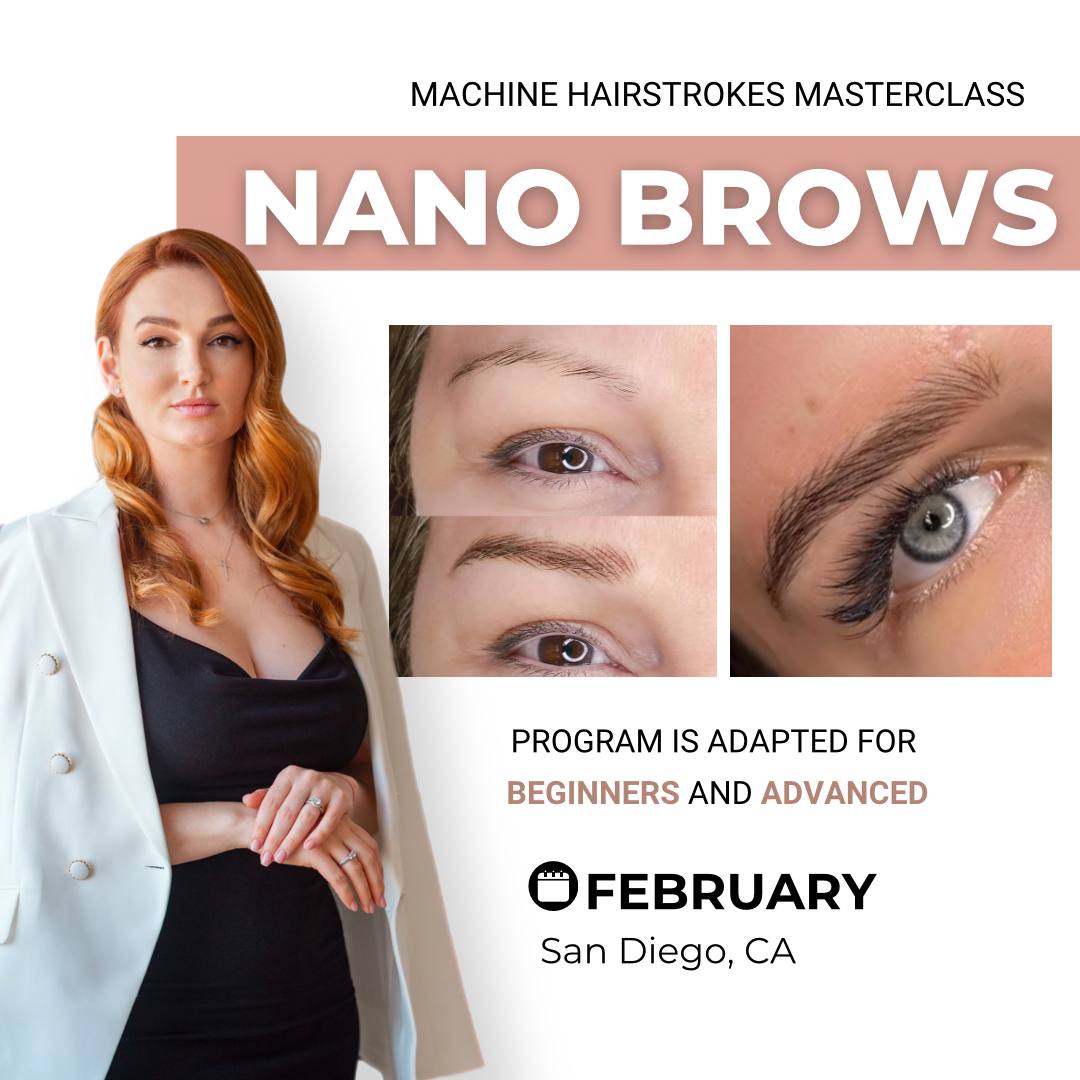 MACHINE HAIRSTROKES MASTERCLASS
NANO BROWS
PROGRAM IS ADAPTED FOR
BEGINNERS AND ADVANCED
FEBRUARY
San Diego, CA